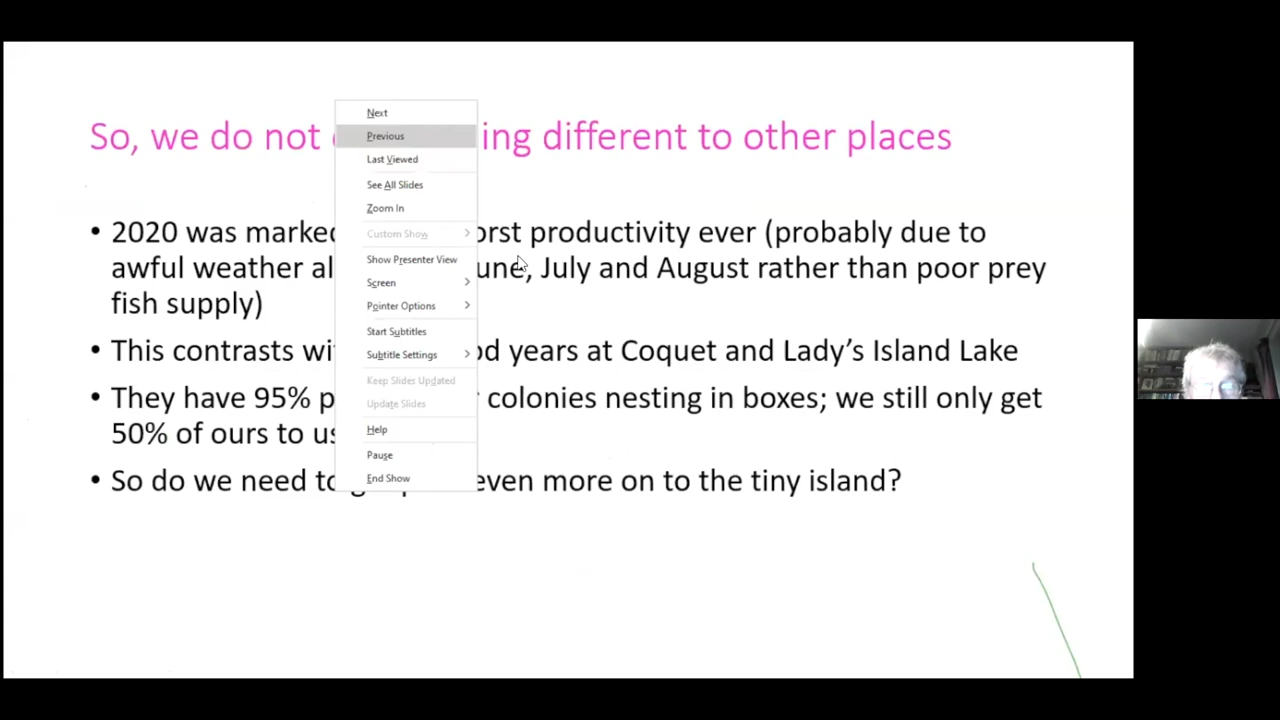 So, we do not ing different to other places
• 2020 was marked orst productivity ever (probably due to
awful weather al une, July and August rather than poor prey
fish supply)
• This contrasts wi d years at Coquet and Lady's Island Lake
• They have 95% p colonies nesting in boxes; we still only get
50% of ours to us
• So do we need to even more on to the tiny island?
Next
Previous
Last Viewed
See All Slides
Zoom In
Custom Show
Show Presenter View
Screen
Pointer Options
Start Subtitles
Subtitle Settings
Keep Slides Updated
Update Slides
Help
Pause
End Show